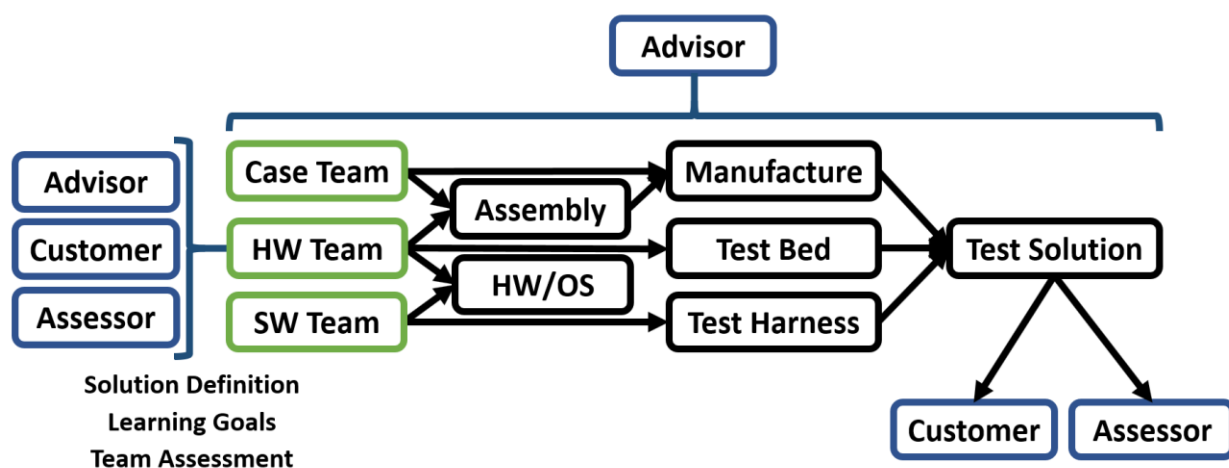 Advisor
Advisor
Customer
Assessor
Case Team
HW Team
SW Team
Assembly
HW/OS
Manufacture
Test Bed
Test Harness
Test Solution
Customer
Assessor
Solution Definition
Learning Goals
Team Assessment